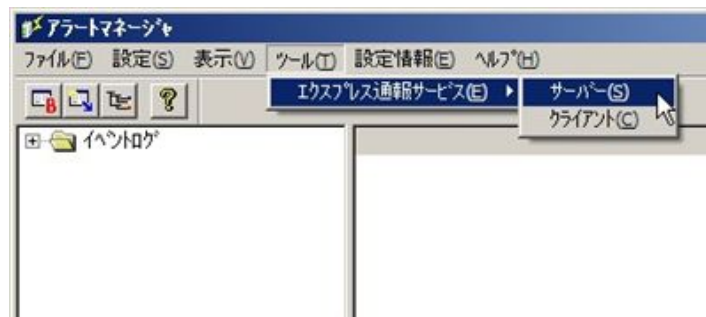 アラートマネージャ
ファイル(F) 設定(S) 表示(V) ツール(T) 設定情報(E) ヘルプ(H)
エクスプレス通報サービス(E) サーバー(S)
クライアント(C)
イベントログ